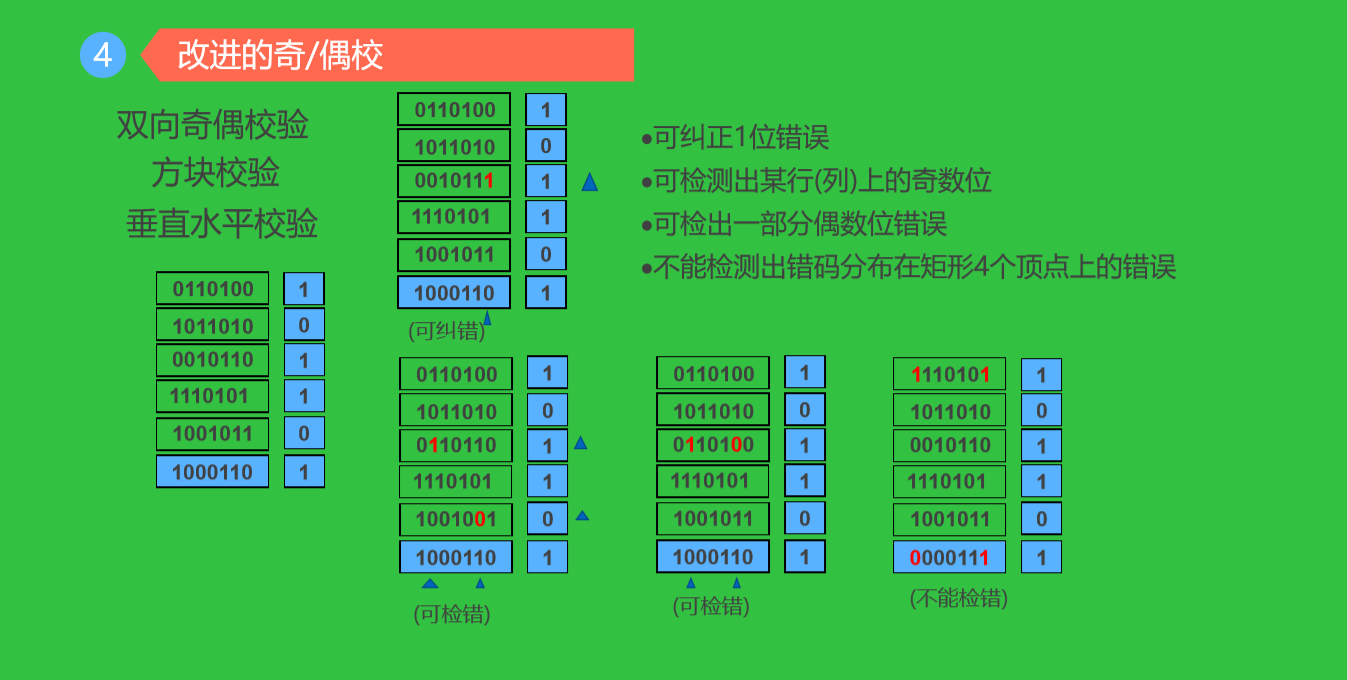 4 改进的奇/偶校
双向奇偶校验
方块校验
垂直水平校验
0110100 1
1011010 0
0010110 1
1110101 1
1001011 0
1000110 1
0110100 1
1011010 0
0010111 1
1110101 1
1001011 0
1000110 1
(可纠错)
●可纠正1位错误
●可检测出某行(列)上的奇数位
●可检出一部分偶数位错误
●不能检测出错码分布在矩形4个顶点上的错误
0110100 1
1011010 0
0110110 1
1110101 1
1001001 0
1000110 1
(可检错)
0110100 1
1011010 0
0110100 1
1110101 1
1001011 0
1000110 1
(可检错)
1110101 1
1011010 0
0010110 1
1110101 1
1001011 0
0000111 1
(不能检错)